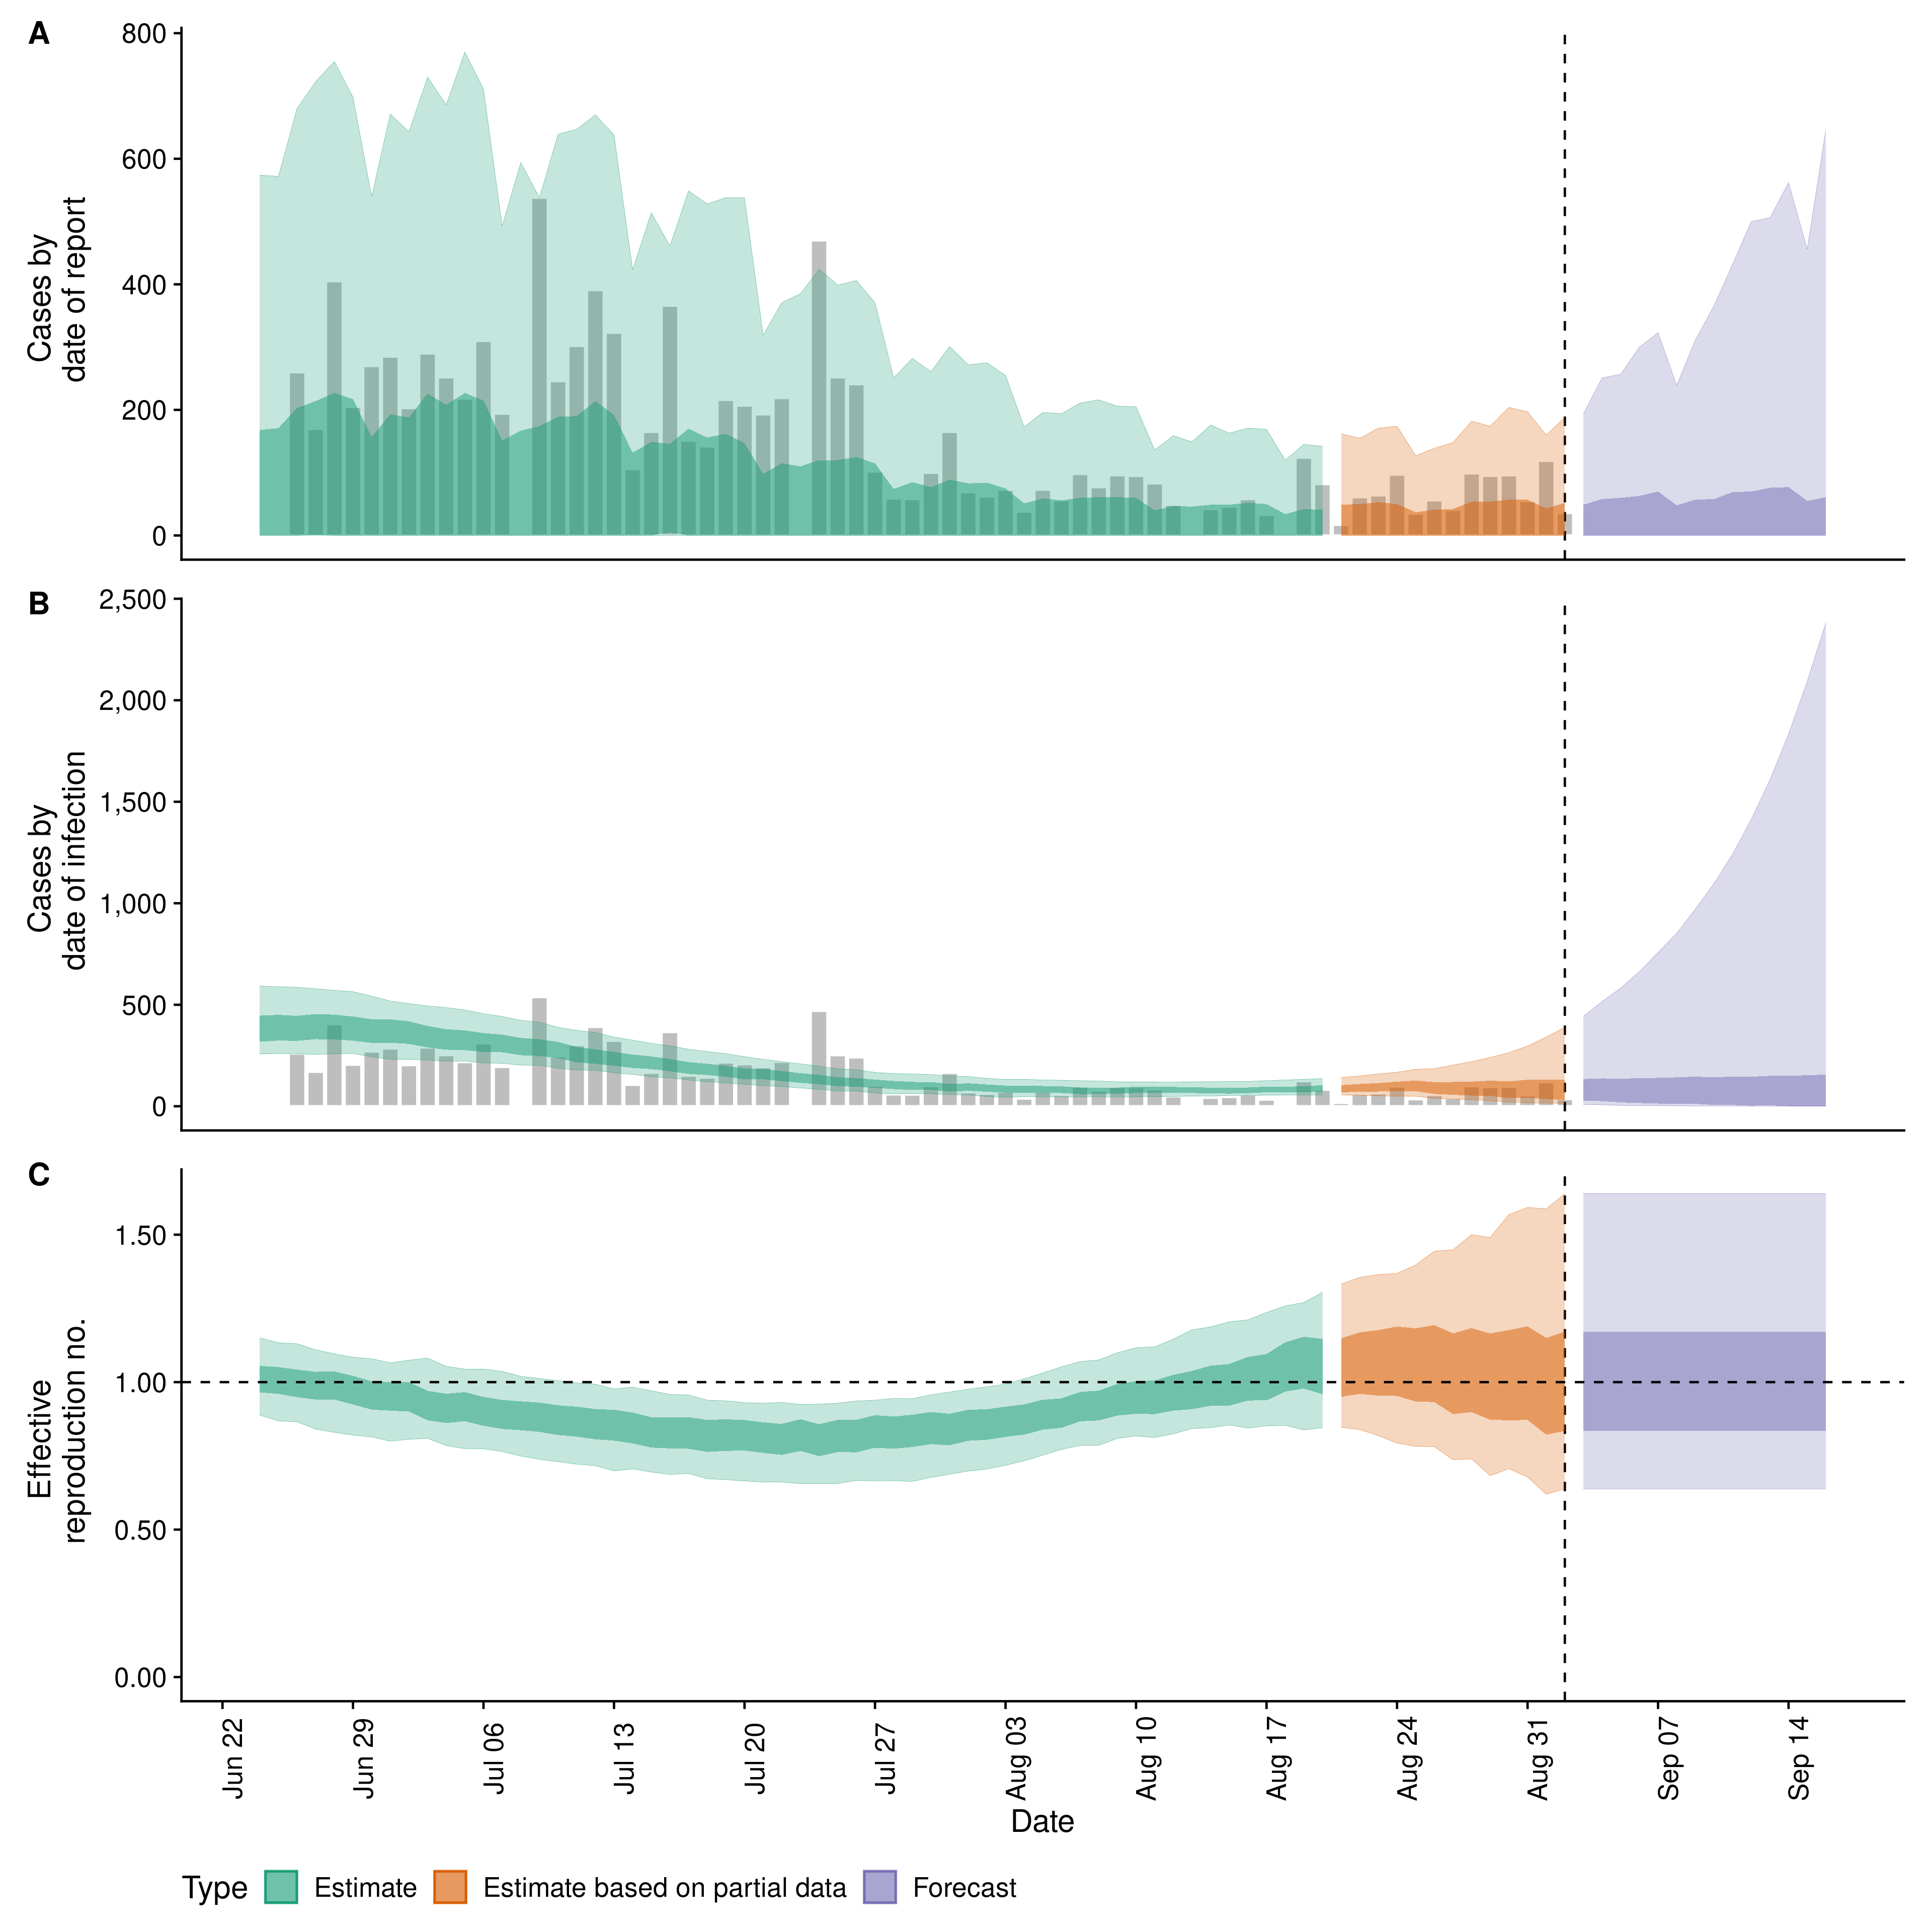 A
800
600
400
200
0
Cases by
date of report
B
2,500
2,000
1,500
1,000
500
0
Cases by
date of infection
C
1.50
1.00
0.50
0.00
Effective
reproduction no.
Jun 22
Jun 29
Jul 06
Jul 13
Jul 20
Jul 27
Aug 03
Aug 10
Aug 17
Aug 24
Aug 31
Sep 07
Sep 14
Date
Type Estimate Estimate based on partial data Forecast